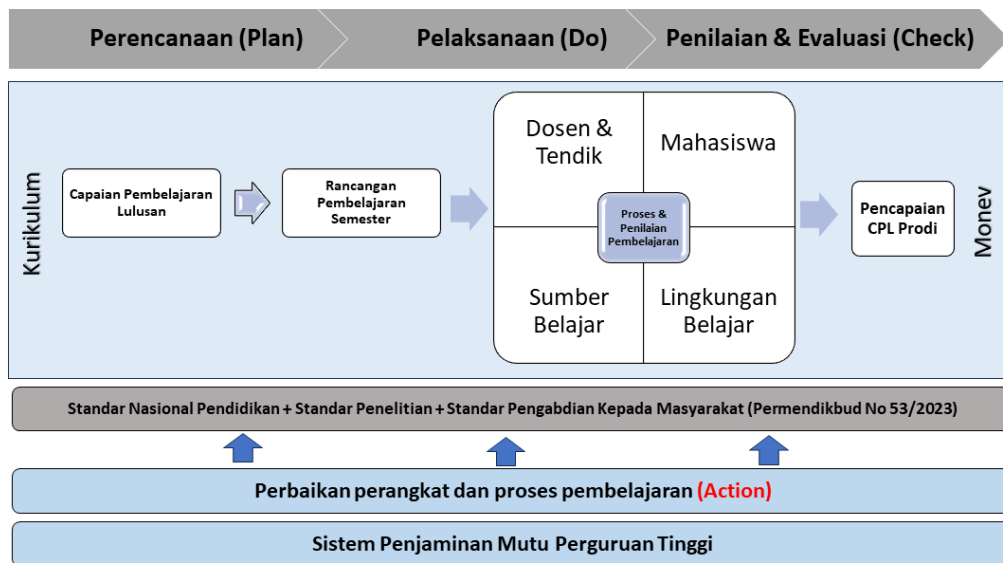 Perencanaan (Plan)
Pelaksanaan (Do)
Penilaian & Evaluasi (Check)
Kurikulum
Capaian Pembelajaran
Lulusan
Rancangan
Pembelajaran
Semester
Dosen &
Tendik
Mahasiswa
Proses &
Penilaian
Pembelajaran
Sumber
Belajar
Lingkungan
Belajar
Pencapaian
CPL Prodi
Monev
Standar Nasional Pendidikan + Standar Penelitian + Standar Pengabdian Kepada Masyarakat (Permendikbud No 53/2023)
Perbaikan perangkat dan proses pembelajaran (Action)
Sistem Penjaminan Mutu Perguruan Tinggi